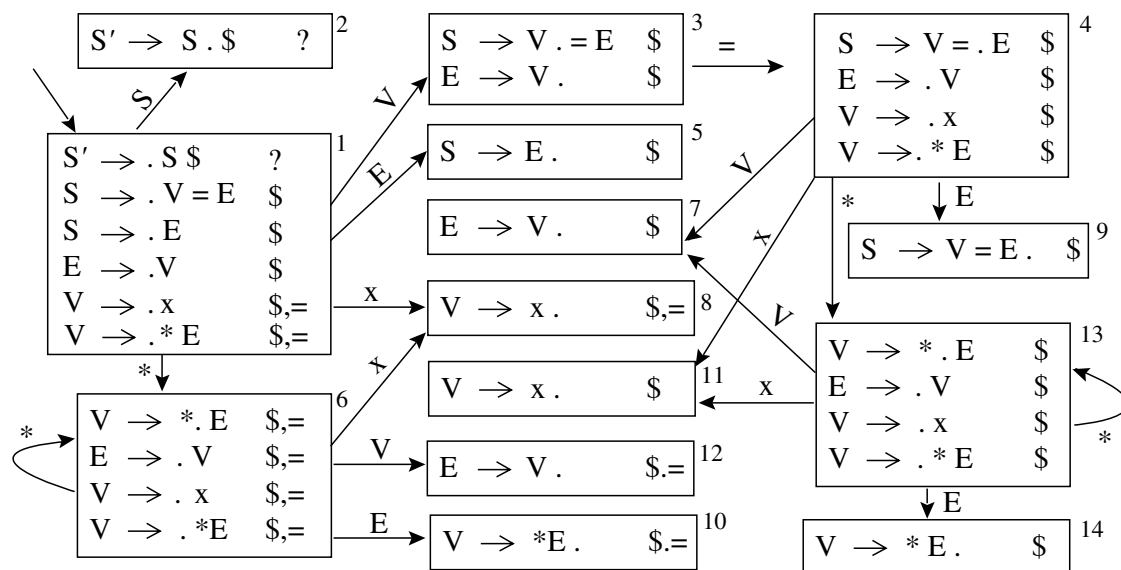 2
S′ → S . $ ?
S
1
S′ → . S $ ?
S → . V = E $
S → . E $
E → .V $
V → . x $,=
V → .* E $,=
V
E
x
*
3
S → V . = E $
E → V . $
=
4
S → V = . E $
E → . V $
V → . x $
V → . * E $
5
S → E . $
V
x
*
E
7
E → V . $
9
S → V = E . $
8
V → x . $,=
x
V
6
V → *. E $,=
E → . V $,=
V → . x $,=
V → . *E $,=
*
V
E
11
V → x . $
x
13
V → * . E $
E → . V $
V → . x $
V → . * E $
*
E
12
E → V . $.=
10
V → *E . $.=
14
V → * E . $